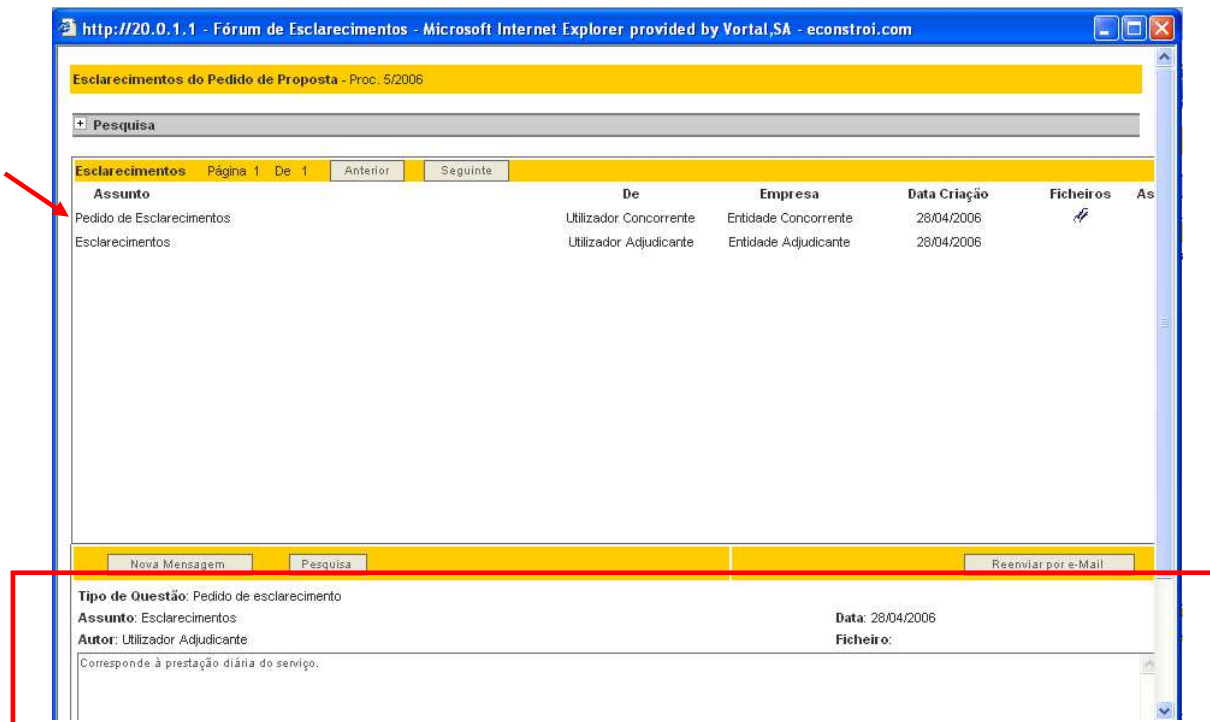 http://20.0.1.1 - Fórum de Esclarecimentos - Microsoft Internet Explorer provided by Vortal,SA - econstroi.com
Esclarecimentos do Pedido de Proposta - Proc. 5/2006
+ Pesquisa
Esclarecimentos Página 1 De 1 Anterior Seguinte
Assunto De Empresa Data Criação Ficheiros As
Pedido de Esclarecimentos Utilizador Concorrente Entidade Concorrente 28/04/2006
Esclarecimentos Utilizador Adjudicante Entidade Adjudicante 28/04/2006
Nova Mensagem Pesquisa Reenviar por e-Mail
Tipo de Questão: Pedido de esclarecimento
Assunto: Esclarecimentos Data: 28/04/2006
Autor: Utilizador Adjudicante Ficheiro:
Corresponde à prestação diária do serviço.